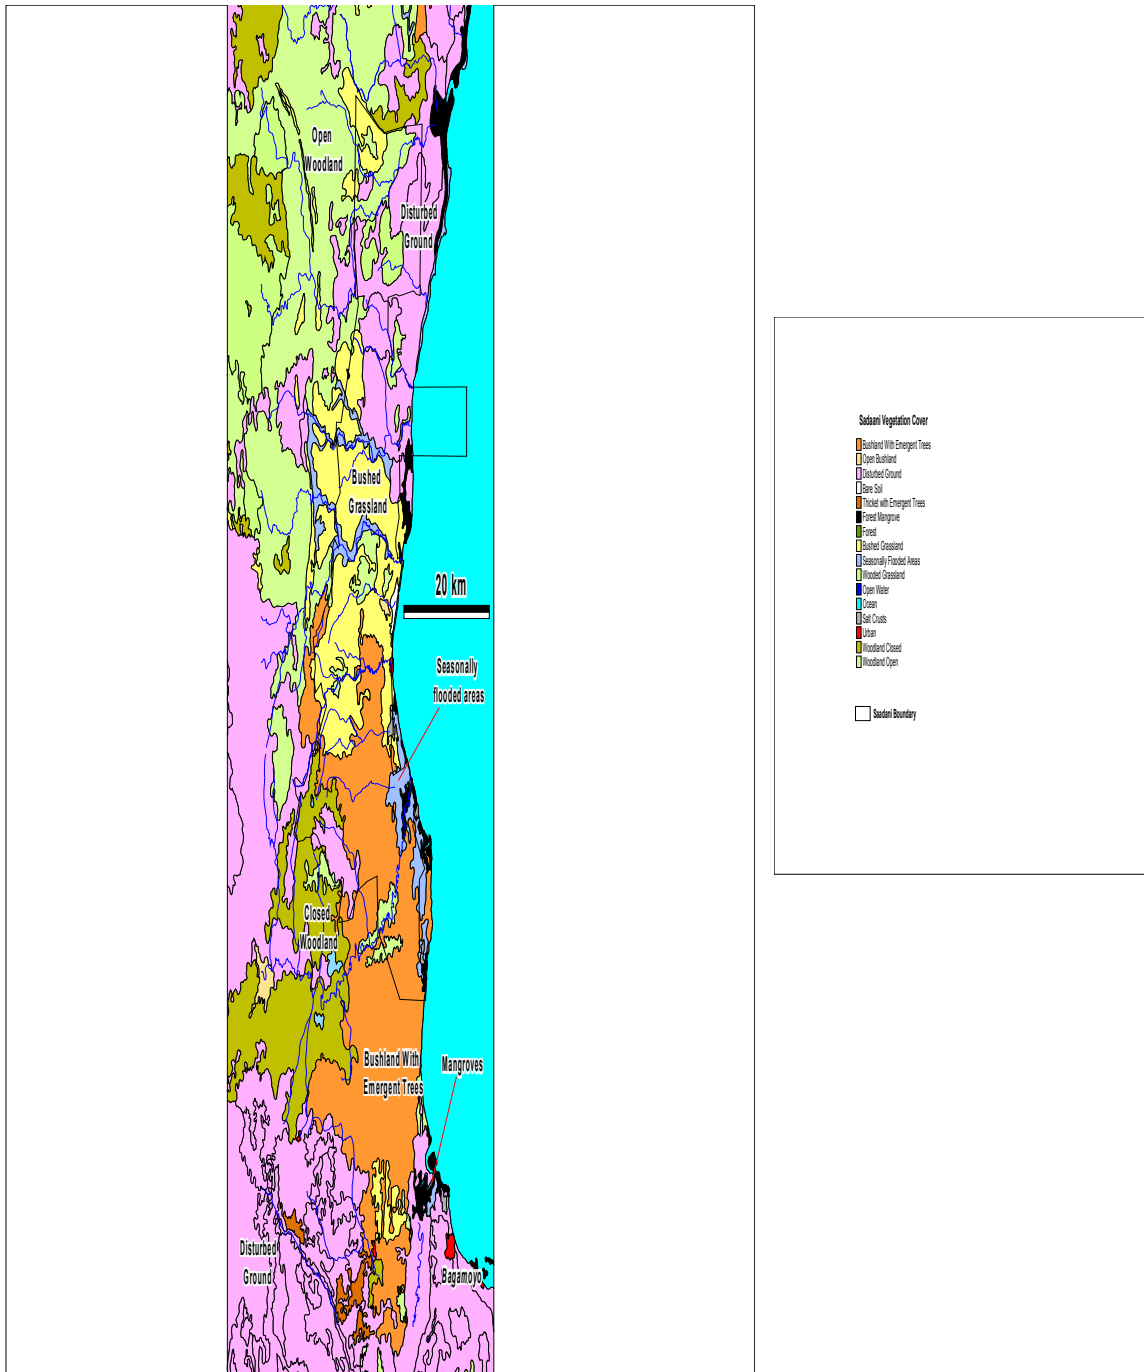 Open
Woodland
Disturbed
Ground
Bushed
Grassland
20 km
Seasonally
flooded areas
Closed
Woodland
Bushland With
Emergent Trees
Mangroves
Disturbed
Ground
Bagamoyo
Sadaani Vegetation Cover
Bushland With Emergent Trees
Open Bushland
Disturbed Ground
Bare Soil
Thicket with Emergent Trees
Forest Mangrove
Forest
Bushed Grassland
Seasonally Flooded Areas
Wooded Grassland
Open Water
Ocean
Salt Crusts
Urban
Woodland Closed
Woodland Open
Saadani Boundary